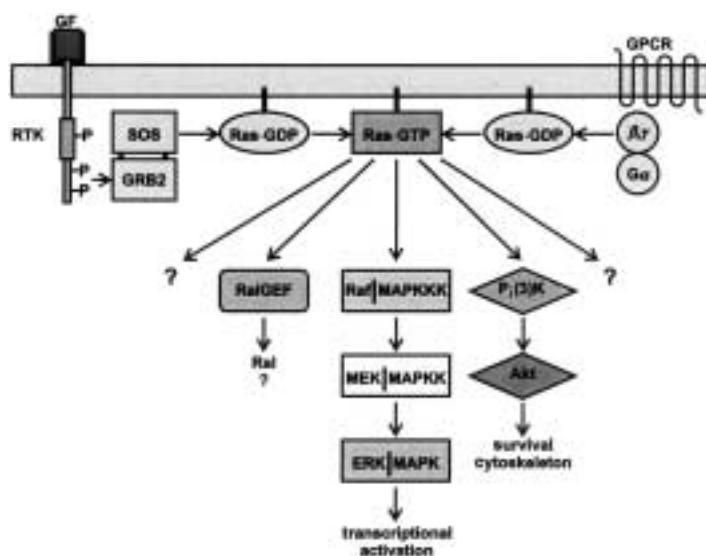 GF
GPCR
RTK
P
SOS
Ras-GDP
Ras-GTP
Ras-GDP
βγ
P
P
GRB2
Gα
?
RalGEF
Raf|MAPKKK
Pi(3)K
?
Ral
?
MEK|MAPKK
Akt
ERK|MAPK
survival
cytoskeleton
transcriptional
activation